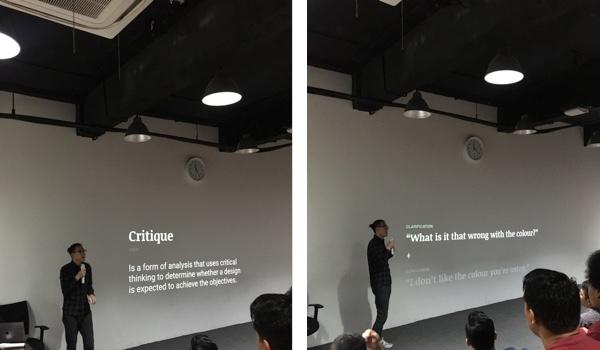 Critique
Is a form of analysis that uses critical
thinking to determine whether a design
is expected to achieve the objectives.
CLARIFICATION
“What is it that wrong with the colour?”
“I don't like the colour you're using.”